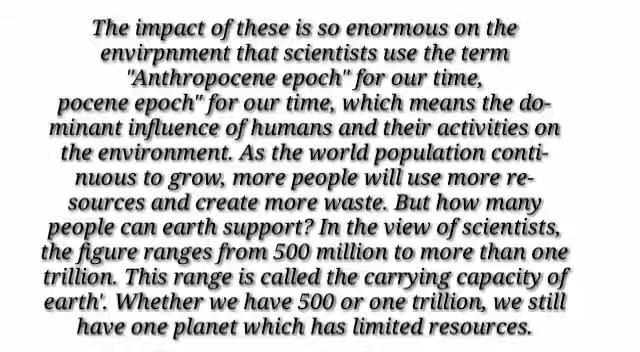 The impact of these is so enormous on the
envirpnment that scientists use the term
"Anthropocene epoch" for our time,
pocene epoch" for our time, which means the do-
minant influence of humans and their activities on
the environment. As the world population conti-
nuous to grow, more people will use more re-
sources and create more waste. But how many
people can earth support? In the view of scientists,
the figure ranges from 500 million to more than one
trillion. This range is called the carrying capacity of
earth'. Whether we have 500 or one trillion, we still
have one planet which has limited resources.